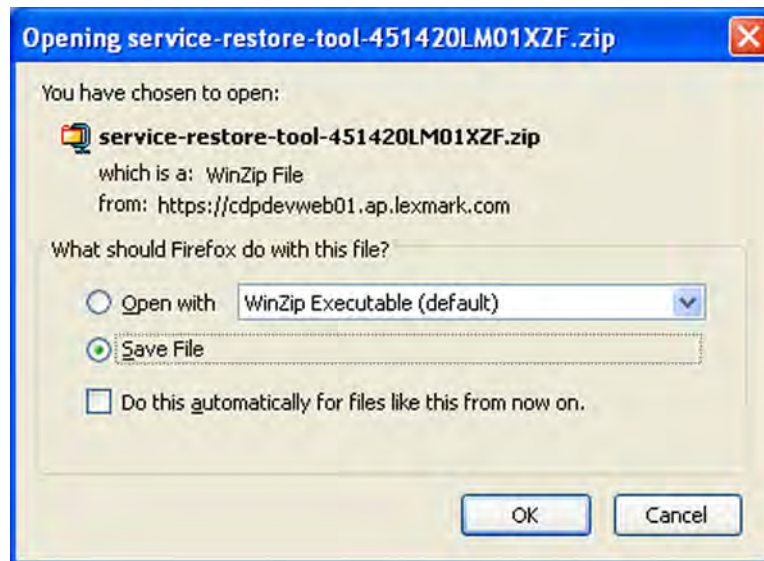 Opening service-restore-tool-451420LM01XZF.zip
You have chosen to open:
service-restore-tool-451420LM01XZF.zip
which is a: WinZip File
from: https://cdpdevweb01.ap.lexmark.com
What should Firefox do with this file?
Open with WinZip Executable (default)
Save File
Do this automatically for files like this from now on.
OK Cancel